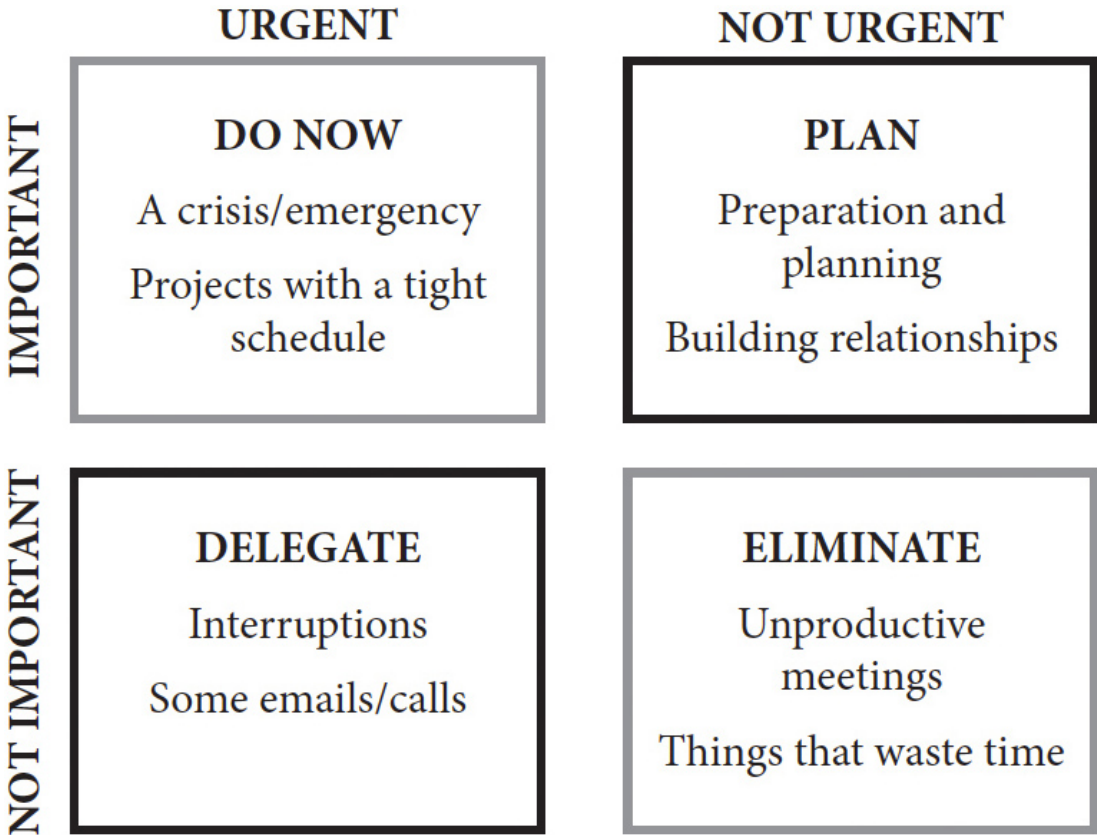 URGENT
NOT URGENT
IMPORTANT
DO NOW
A crisis/emergency
Projects with a tight
schedule
PLAN
Preparation and
planning
Building relationships
NOT IMPORTANT
DELEGATE
Interruptions
Some emails/calls
ELIMINATE
Unproductive
meetings
Things that waste time